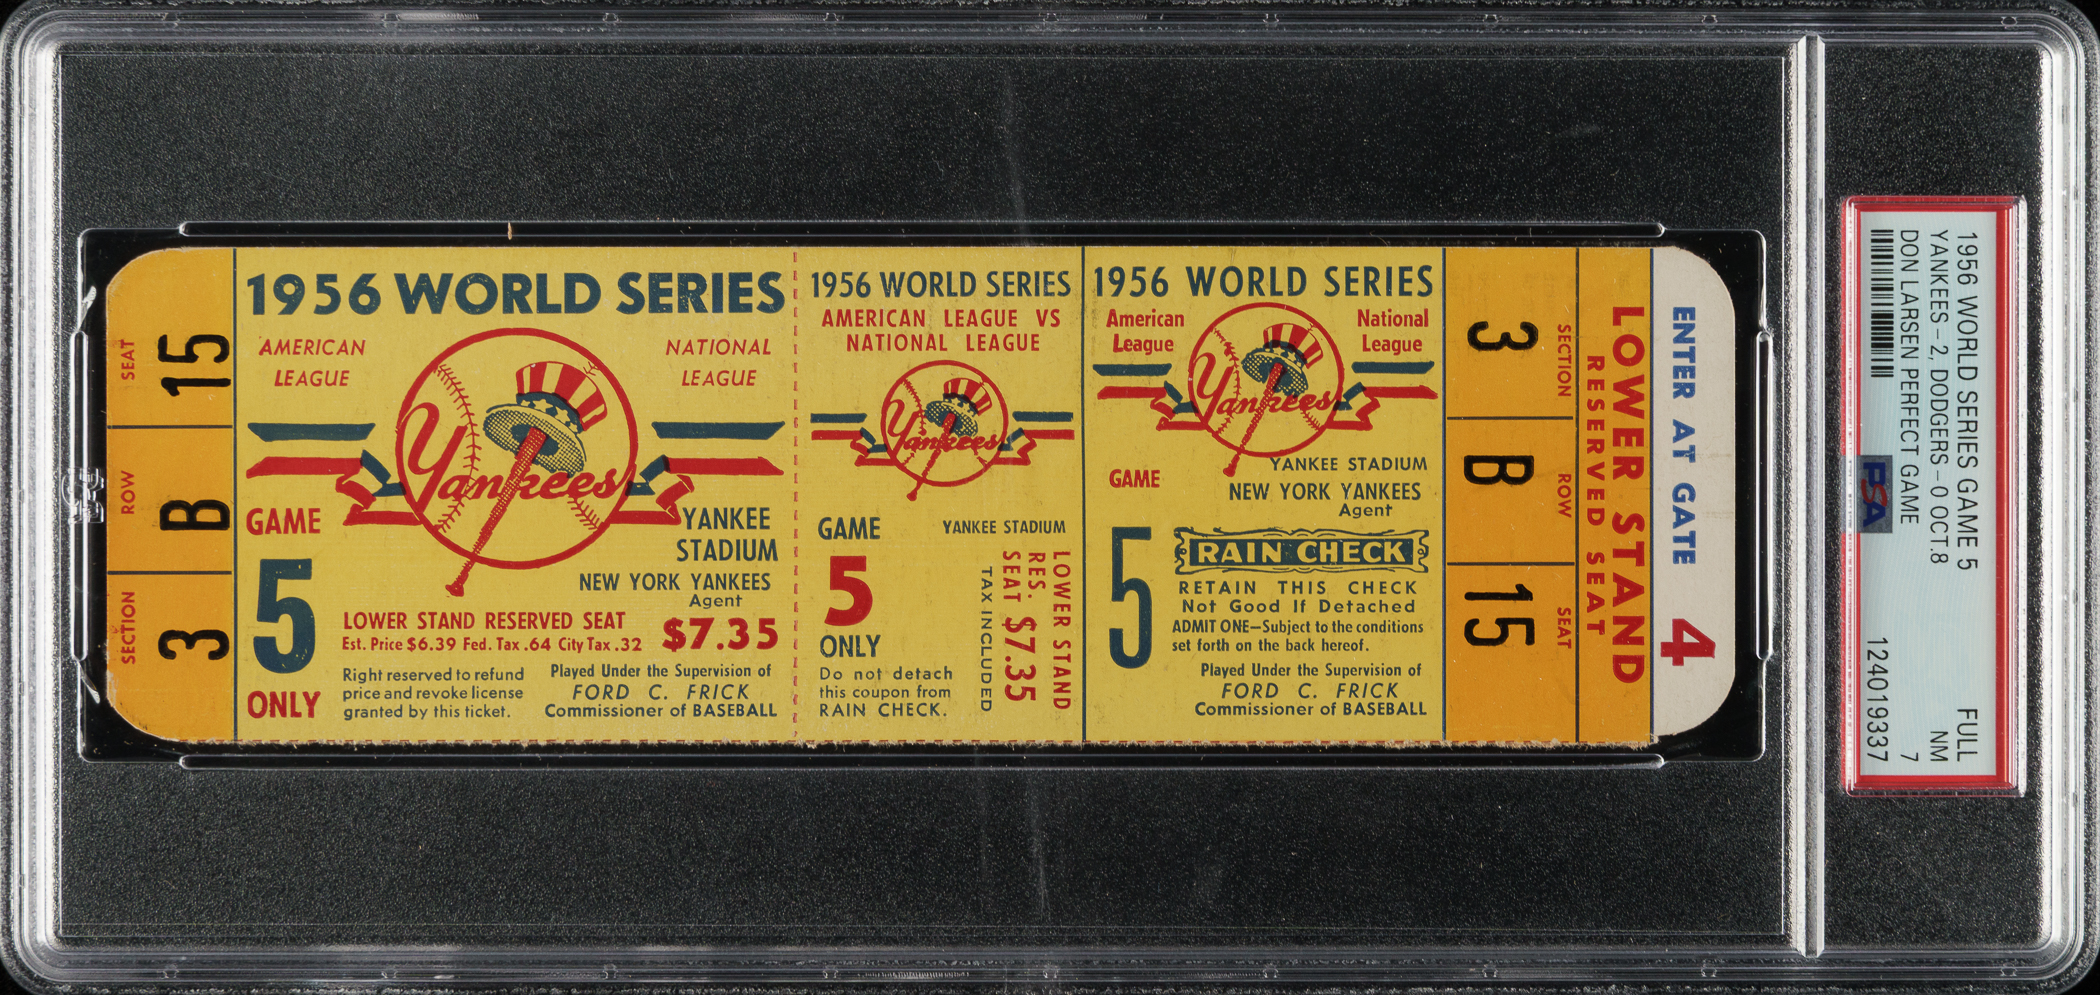 SEAT 15
ROW B
SECTION 3
1956 WORLD SERIES
AMERICAN LEAGUE
NATIONAL LEAGUE
Yankees
GAME
5
ONLY
YANKEE
STADIUM
NEW YORK YANKEES
Agent
LOWER STAND RESERVED SEAT
Est. Price $6.39 Fed. Tax .64 City Tax .32
$7.35
Right reserved to refund
price and revoke license
granted by this ticket.
Played Under the Supervision of
FORD C. FRICK
Commissioner of BASEBALL
1956 WORLD SERIES
AMERICAN LEAGUE VS
NATIONAL LEAGUE
Yankees
GAME
5
ONLY
YANKEE STADIUM
LOWER STAND
RES.
SEAT $7.35
TAX INCLUDED
Do not detach
this coupon from
RAIN CHECK.
1956 WORLD SERIES
American
League
National
League
Yankees
GAME
5
YANKEE STADIUM
NEW YORK YANKEES
Agent
RAIN CHECK
RETAIN THIS CHECK
Not Good If Detached
ADMIT ONE—Subject to the conditions
set forth on the back hereof.
Played Under the Supervision of
FORD C. FRICK
Commissioner of BASEBALL
SECTION 3
ROW B
SEAT 15
LOWER STAND
RESERVED SEAT
ENTER AT GATE 4
1956 WORLD SERIES GAME 5 FULL
YANKEES-2, DODGERS-0 OCT.8 NM
DON LARSEN PERFECT GAME 7
PSA
124019337